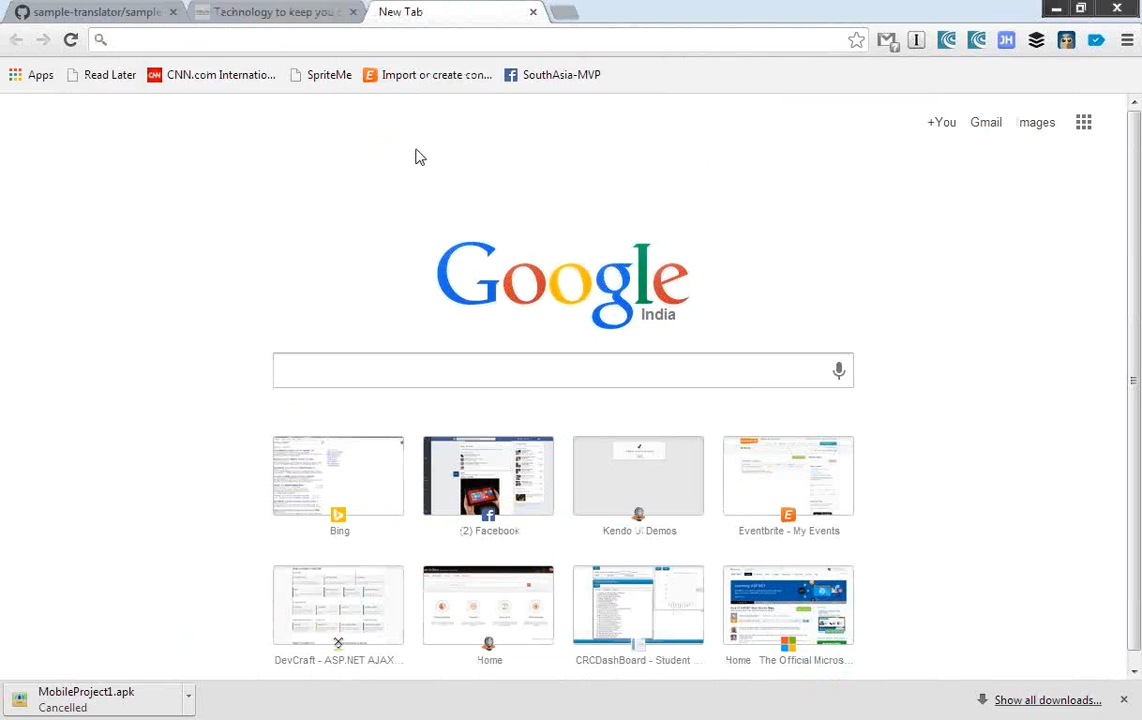 sample-translator/sample
Technology to keep you c
New Tab
Apps
Read Later
CNN.com Internatio...
SpriteMe
Import or create con...
SouthAsia-MVP
+You
Gmail
Images
Google
India
Bing
(2) Facebook
Kendo UI Demos
Eventbrite - My Events
DevCraft - ASP.NET AJAX...
Home
CRCDashBoard - Student ...
Home The Official Micros...
MobileProject1.apk
Cancelled
Show all downloads...